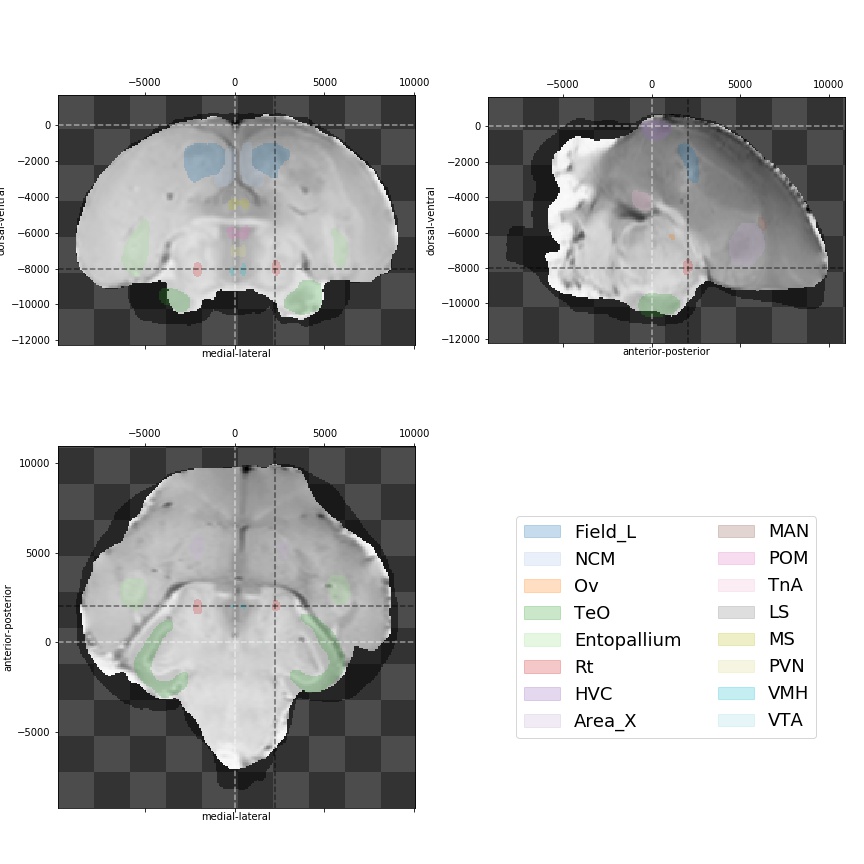 −5000 0 5000 10000
0
−2000
−4000
−6000
−8000
−10000
−12000
dorsal-ventral
medial-lateral
−5000 0 5000 10000
0
−2000
−4000
−6000
−8000
−10000
−12000
dorsal-ventral
anterior-posterior
−5000 0 5000 10000
10000
5000
0
−5000
anterior-posterior
medial-lateral
Field_L
NCM
Ov
TeO
Entopallium
Rt
HVC
Area_X
MAN
POM
TnA
LS
MS
PVN
VMH
VTA